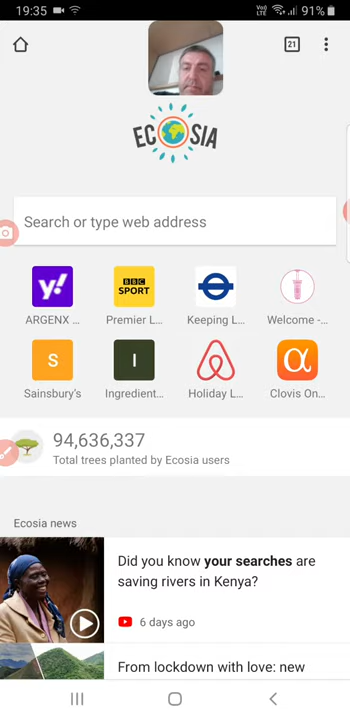 19:35
Vo))
LTE
91%
21
ECOSIA
Search or type web address
y!
BBC
SPORT
ARGENX ...
Premier L...
Keeping L...
Welcome -...
S
I
α
Sainsbury's
Ingredient...
Holiday L...
Clovis On...
94,636,337
Total trees planted by Ecosia users
Ecosia news
Did you know your searches are
saving rivers in Kenya?
6 days ago
From lockdown with love: new